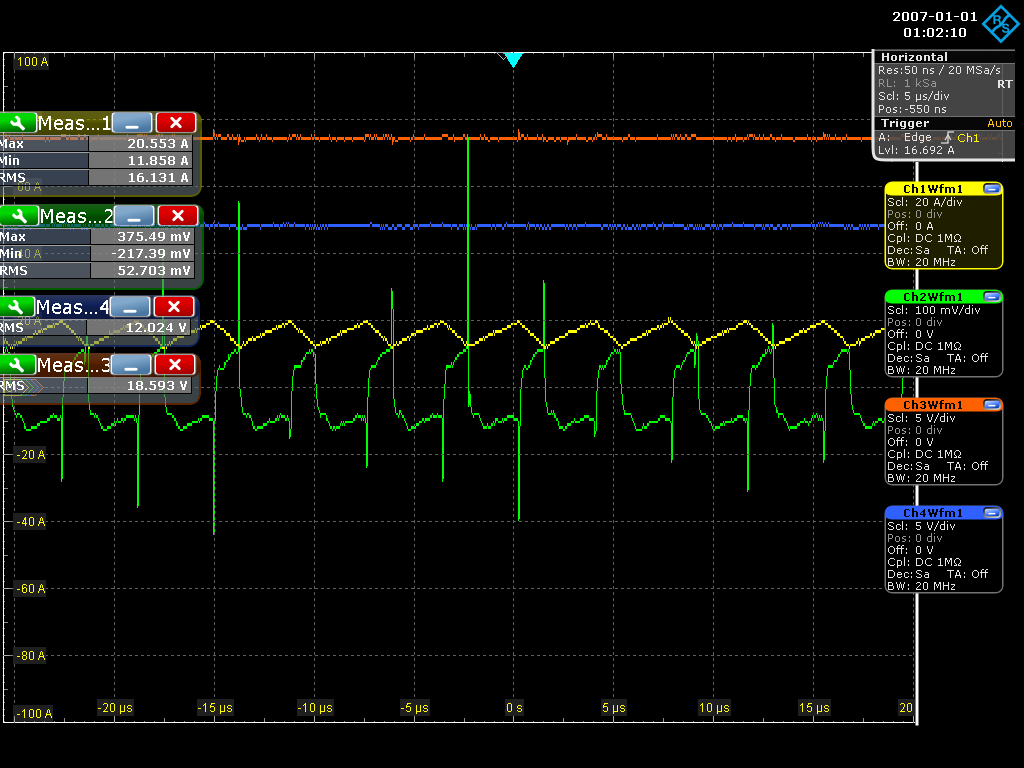 2007-01-01
01:02:10
R S
Horizontal
Res:50 ns / 20 MSa/s
RL: 1 kSa
RT
Scl: 5 µs/div
Pos:-550 ns
Trigger Auto
A: Edge Ch1
Lvl: 16.692 A
100 A
Meas...1
Max 20.553 A
Min 11.858 A
RMS 16.131 A
60 A
Meas...2
Max 375.49 mV
Min -217.39 mV
RMS 52.703 mV
Meas...4
RMS 12.024 V
Meas...3
RMS 18.593 V
-20 A
-40 A
-60 A
-80 A
-100 A
-20 µs
-15 µs
-10 µs
-5 µs
0 s
5 µs
10 µs
15 µs
20
Ch1Wfm1
Scl: 20 A/div
Pos: 0 div
Off: 0 A
Cpl: DC 1MΩ
Dec:Sa TA: Off
BW: 20 MHz
Ch2Wfm1
Scl: 100 mV/div
Pos: 0 div
Off: 0 V
Cpl: DC 1MΩ
Dec:Sa TA: Off
BW: 20 MHz
Ch3Wfm1
Scl: 5 V/div
Pos: 0 div
Off: 0 V
Cpl: DC 1MΩ
Dec:Sa TA: Off
BW: 20 MHz
Ch4Wfm1
Scl: 5 V/div
Pos: 0 div
Off: 0 V
Cpl: DC 1MΩ
Dec:Sa TA: Off
BW: 20 MHz